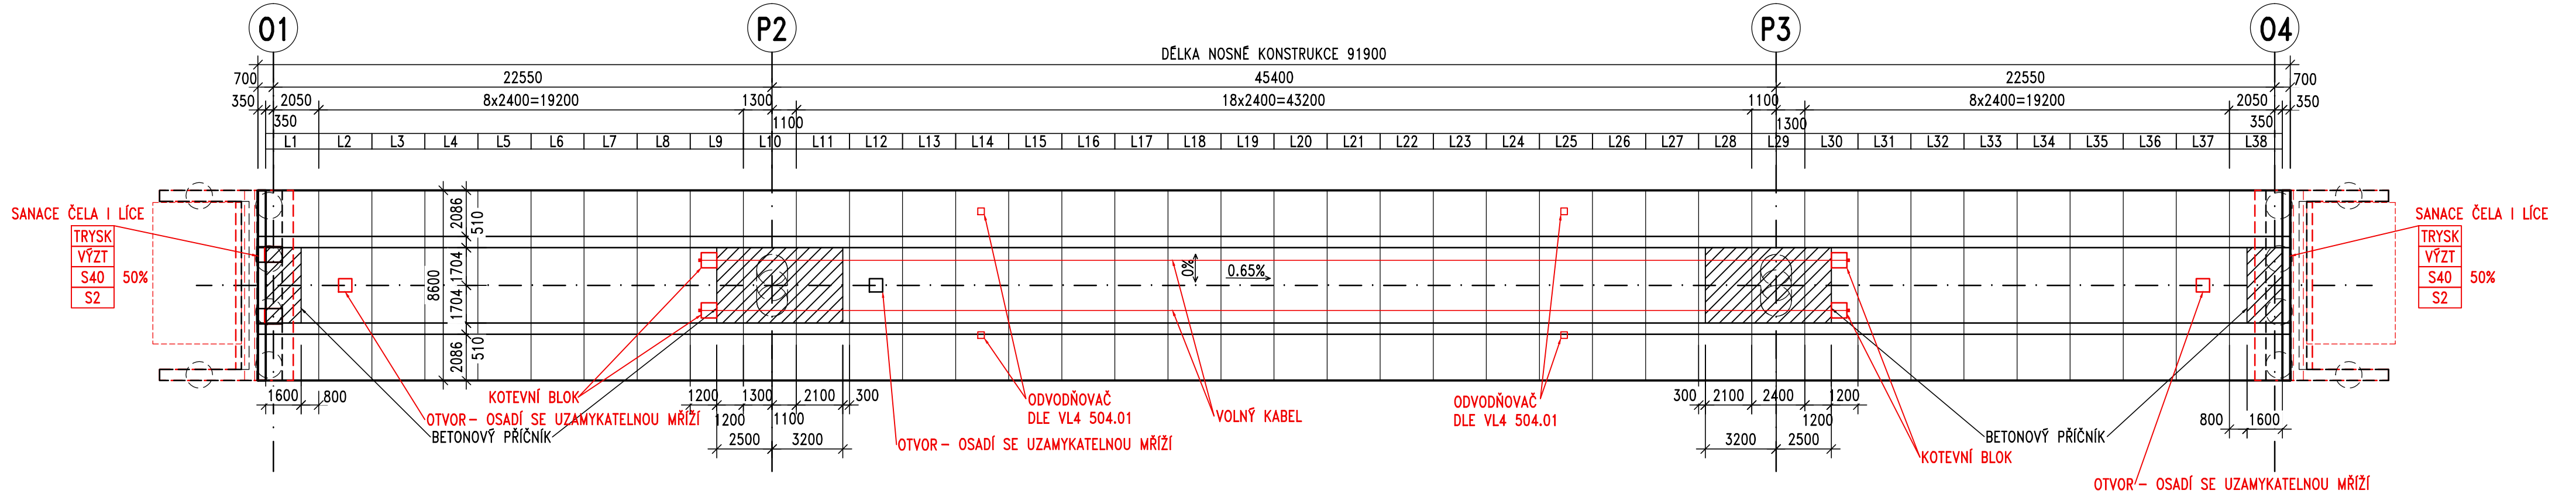 O1
P2
P3
O4
DÉLKA NOSNÉ KONSTRUKCE 91900
700
22550
45400
22550
700
350
2050
8x2400=19200
1300
18x2400=43200
1100
8x2400=19200
2050
350
350
1100
1300
350
L1
L2
L3
L4
L5
L6
L7
L8
L9
L10
L11
L12
L13
L14
L15
L16
L17
L18
L19
L20
L21
L22
L23
L24
L25
L26
L27
L28
L29
L30
L31
L32
L33
L34
L35
L36
L37
L38
SANACE ČELA I LÍCE
TRYSK
VÝZT
S40
50%
S2
8600
2086
510
1704
1704
510
2086
0%
0.65%
SANACE ČELA I LÍCE
TRYSK
VÝZT
S40
50%
S2
1600
800
KOTEVNÍ BLOK
OTVOR- OSADÍ SE UZAMYKATELNOU MŘÍŽÍ
BETONOVÝ PŘÍČNÍK
1200
1300
2100
300
1200
1100
2500
3200
OTVOR- OSADÍ SE UZAMYKATELNOU MŘÍŽÍ
ODVODŇOVAČ
DLE VL4 504.01
VOLNÝ KABEL
ODVODŇOVAČ
DLE VL4 504.01
300
2100
2400
1200
1200
3200
2500
BETONOVÝ PŘÍČNÍK
KOTEVNÍ BLOK
800
1600
OTVOR- OSADÍ SE UZAMYKATELNOU MŘÍŽÍ